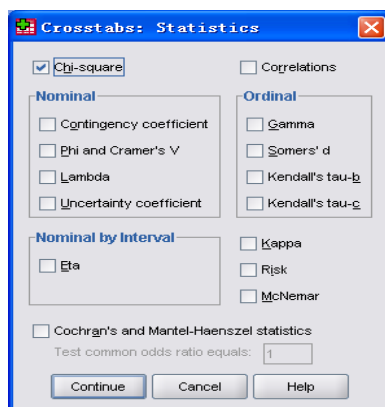 Crosstabs: Statistics
Chi-square
Correlations
Nominal
Contingency coefficient
Phi and Cramer's V
Lambda
Uncertainty coefficient
Ordinal
Gamma
Somers' d
Kendall's tau-b
Kendall's tau-c
Nominal by Interval
Eta
Kappa
Risk
McNemar
Cochran's and Mantel-Haenszel statistics
Test common odds ratio equals: 1
Continue Cancel Help